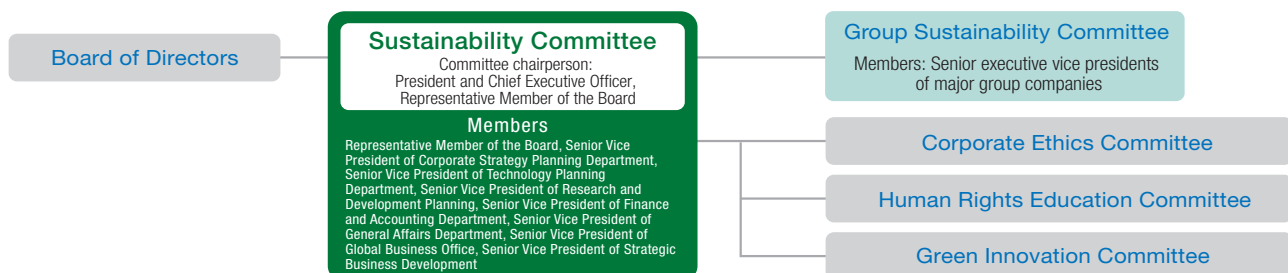 Board of Directors
Sustainability Committee
Committee chairperson:
President and Chief Executive Officer,
Representative Member of the Board
Members
Representative Member of the Board, Senior Vice
President of Corporate Strategy Planning Department,
Senior Vice President of Technology Planning
Department, Senior Vice President of Research and
Development Planning, Senior Vice President of Finance
and Accounting Department, Senior Vice President of
General Affairs Department, Senior Vice President of
Global Business Office, Senior Vice President of Strategic
Business Development
Group Sustainability Committee
Members: Senior executive vice presidents
of major group companies
Corporate Ethics Committee
Human Rights Education Committee
Green Innovation Committee